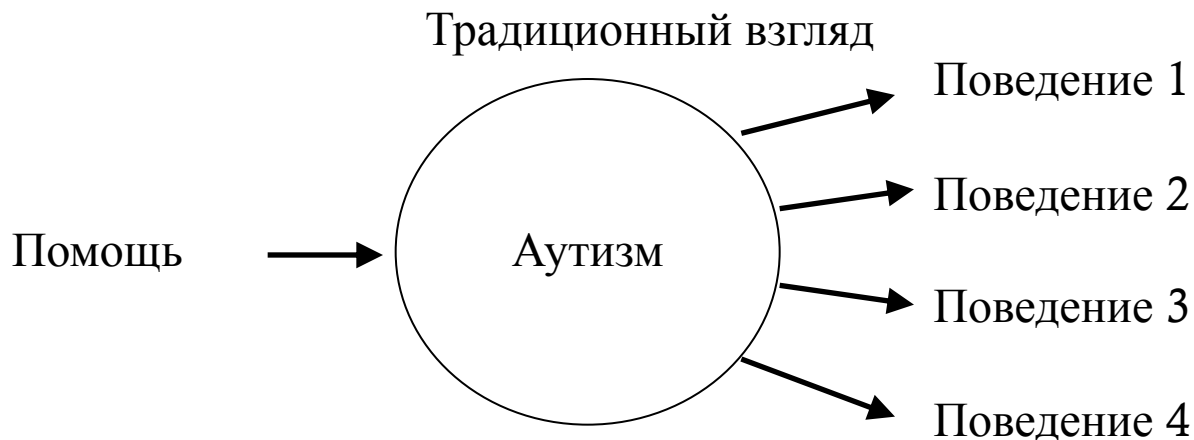 Традиционный взгляд
Поведение 1
Поведение 2
Помощь
Аутизм
Поведение 3
Поведение 4